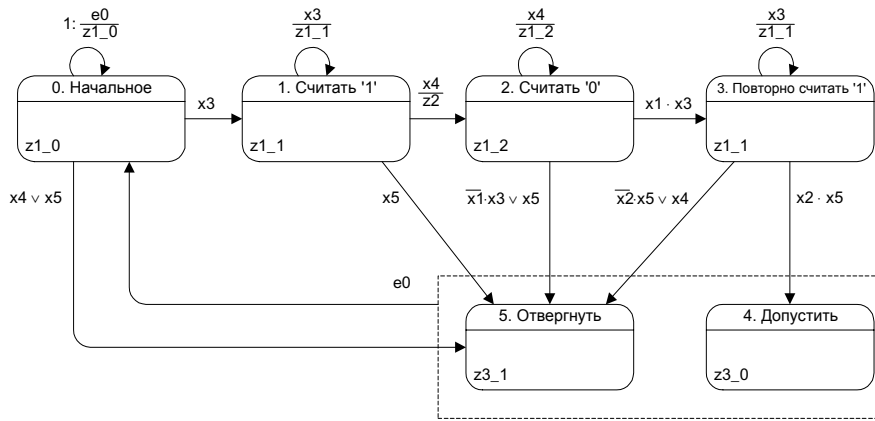 1: e0/z1_0
x3/z1_1
x4/z1_2
x3/z1_1
0. Начальное
z1_0
x3
1. Считать '1'
z1_1
x4/z2
2. Считать '0'
z1_2
x1 · x3
3. Повторно считать '1'
z1_1
x4 ∨ x5
x5
x̅1·x3 ∨ x5
x̅2·x5 ∨ x4
x2 · x5
e0
5. Отвергнуть
z3_1
4. Допустить
z3_0